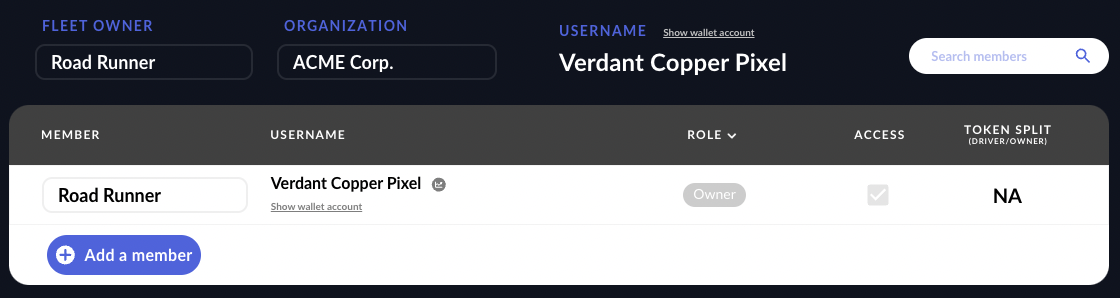 FLEET OWNER
ORGANIZATION
USERNAME Show wallet account
Road Runner
ACME Corp.
Verdant Copper Pixel
Search members
MEMBER
USERNAME
ROLE
ACCESS
TOKEN SPLIT
(DRIVER/OWNER)
Road Runner
Verdant Copper Pixel
Show wallet account
Owner
NA
Add a member